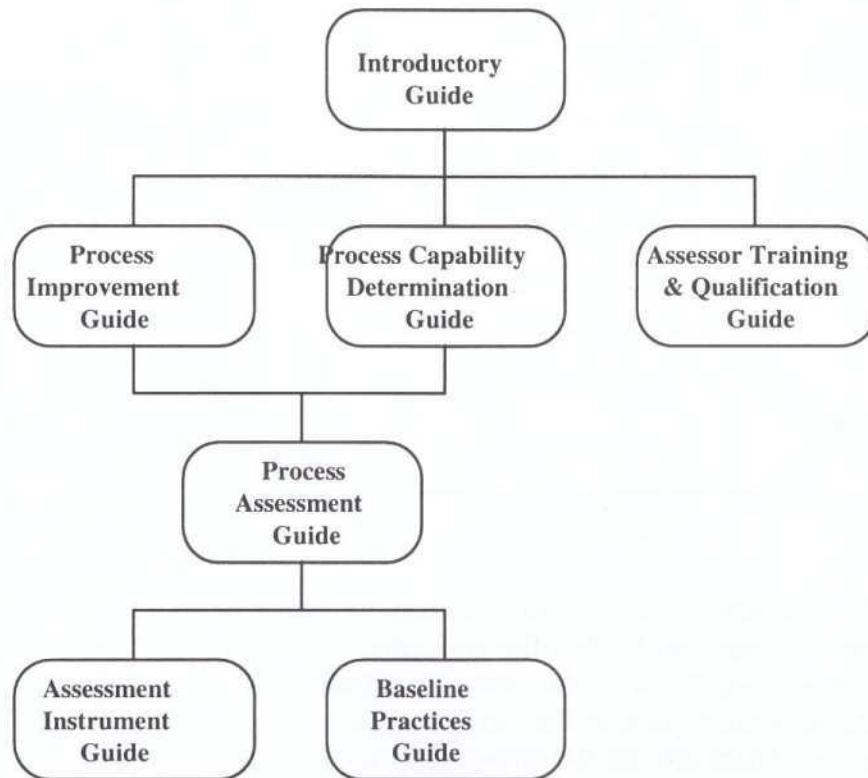 Introductory
Guide
Process
Improvement
Guide
Process Capability
Determination
Guide
Assessor Training
& Qualification
Guide
Process
Assessment
Guide
Assessment
Instrument
Guide
Baseline
Practices
Guide